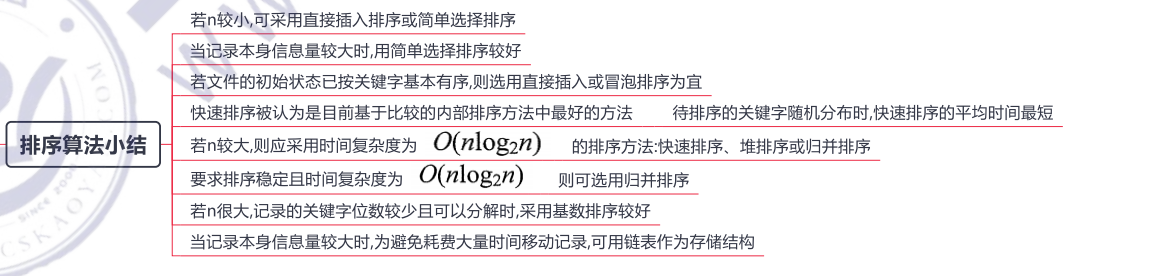 若n较小,可采用直接插入排序或简单选择排序
当记录本身信息量较大时,用简单选择排序较好
若文件的初始状态已按关键字基本有序,则选用直接插入或冒泡排序为宜
快速排序被认为是目前基于比较的内部排序方法中最好的方法 待排序的关键字随机分布时,快速排序的平均时间最短
排序算法小结
若n较大,则应采用时间复杂度为 O(nlog₂n) 的排序方法:快速排序、堆排序或归并排序
要求排序稳定且时间复杂度为 O(nlog₂n) 则可选用归并排序
若n很大,记录的关键字位数较少且可以分解时,采用基数排序较好
当记录本身信息量较大时,为避免耗费大量时间移动记录,可用链表作为存储结构
SINCE 2008
CSKAOYAN